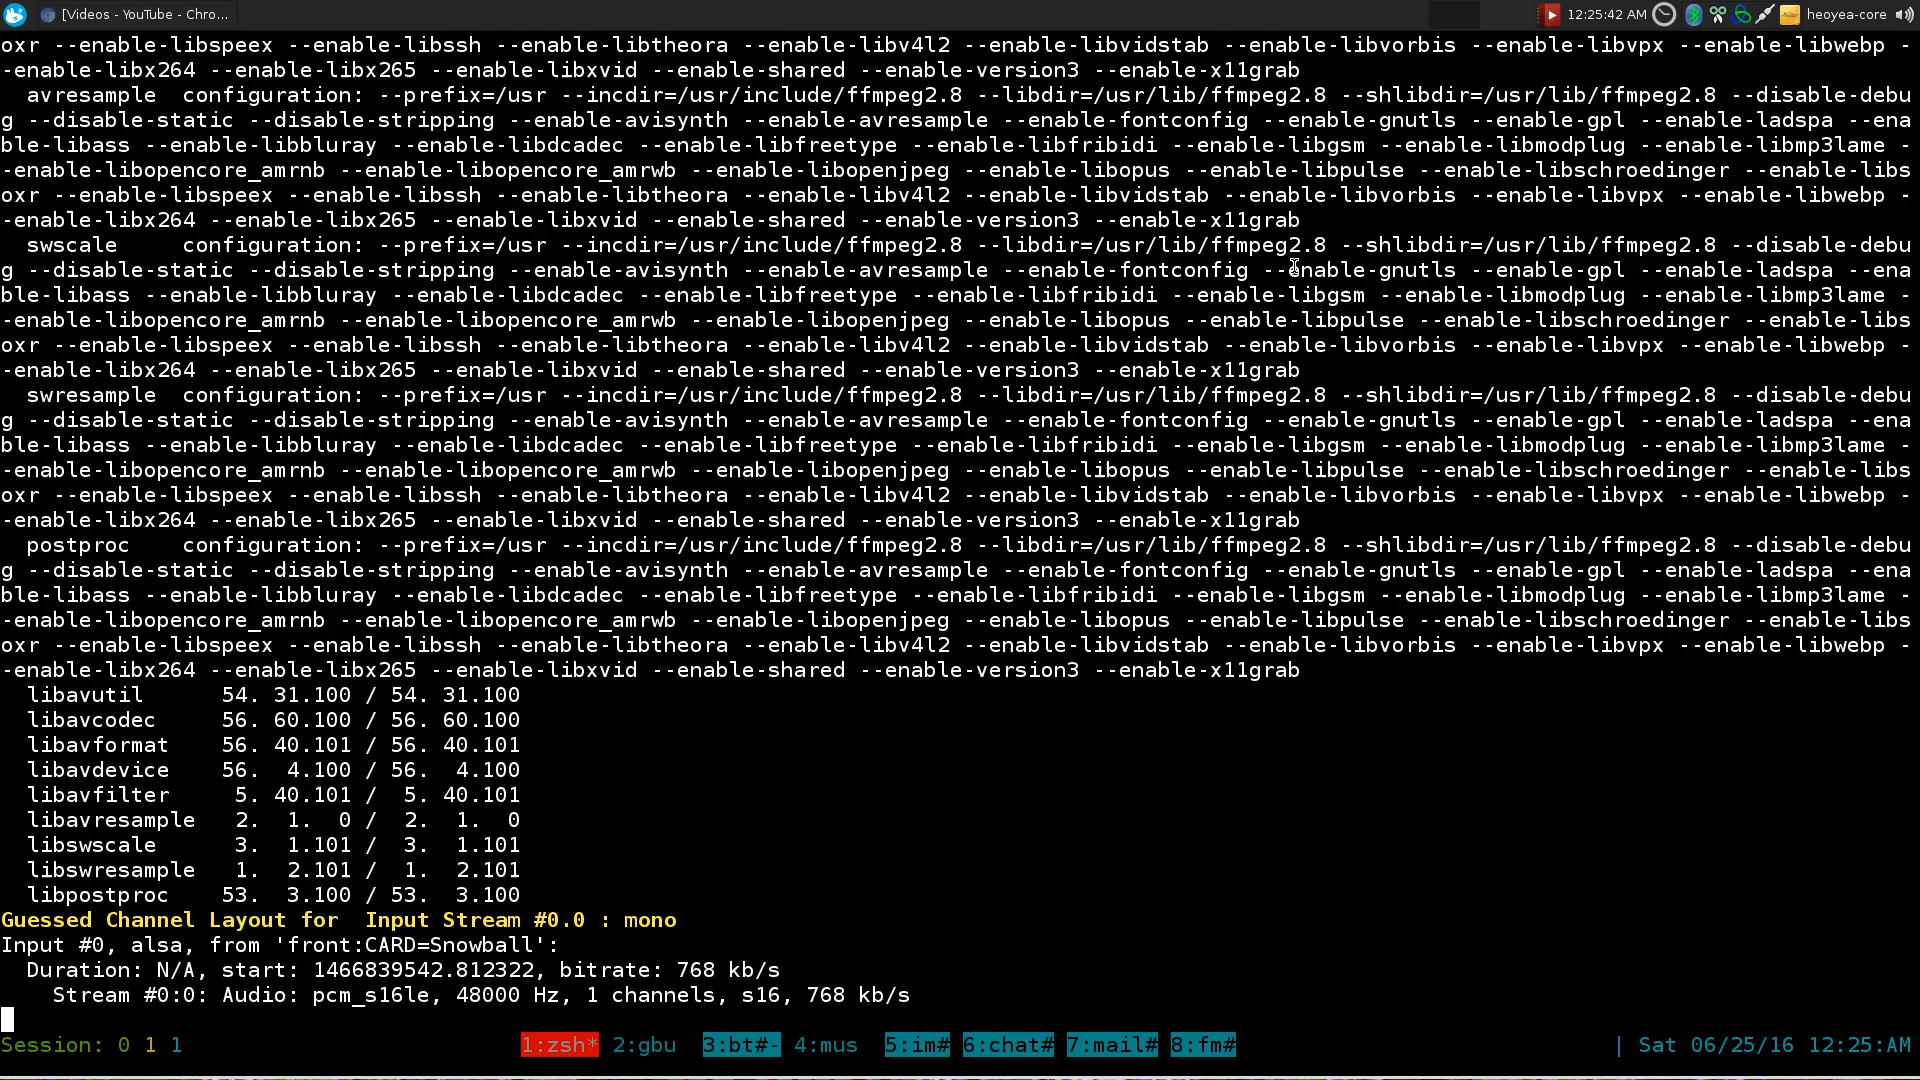 [Videos - YouTube - Chro...
12:25:42 AM
heoyea-core
oxr --enable-libspeex --enable-libssh --enable-libtheora --enable-libv4l2 --enable-libvidstab --enable-libvorbis --enable-libvpx --enable-libwebp -
-enable-libx264 --enable-libx265 --enable-libxvid --enable-shared --enable-version3 --enable-x11grab
  avresample  configuration: --prefix=/usr --incdir=/usr/include/ffmpeg2.8 --libdir=/usr/lib/ffmpeg2.8 --shlibdir=/usr/lib/ffmpeg2.8 --disable-debu
g --disable-static --disable-stripping --enable-avisynth --enable-avresample --enable-fontconfig --enable-gnutls --enable-gpl --enable-ladspa --ena
ble-libass --enable-libbluray --enable-libdcadec --enable-libfreetype --enable-libfribidi --enable-libgsm --enable-libmodplug --enable-libmp3lame -
-enable-libopencore_amrnb --enable-libopencore_amrwb --enable-libopenjpeg --enable-libopus --enable-libpulse --enable-libschroedinger --enable-libs
oxr --enable-libspeex --enable-libssh --enable-libtheora --enable-libv4l2 --enable-libvidstab --enable-libvorbis --enable-libvpx --enable-libwebp -
-enable-libx264 --enable-libx265 --enable-libxvid --enable-shared --enable-version3 --enable-x11grab
  swscale     configuration: --prefix=/usr --incdir=/usr/include/ffmpeg2.8 --libdir=/usr/lib/ffmpeg2.8 --shlibdir=/usr/lib/ffmpeg2.8 --disable-debu
g --disable-static --disable-stripping --enable-avisynth --enable-avresample --enable-fontconfig --enable-gnutls --enable-gpl --enable-ladspa --ena
ble-libass --enable-libbluray --enable-libdcadec --enable-libfreetype --enable-libfribidi --enable-libgsm --enable-libmodplug --enable-libmp3lame -
-enable-libopencore_amrnb --enable-libopencore_amrwb --enable-libopenjpeg --enable-libopus --enable-libpulse --enable-libschroedinger --enable-libs
oxr --enable-libspeex --enable-libssh --enable-libtheora --enable-libv4l2 --enable-libvidstab --enable-libvorbis --enable-libvpx --enable-libwebp -
-enable-libx264 --enable-libx265 --enable-libxvid --enable-shared --enable-version3 --enable-x11grab
  swresample  configuration: --prefix=/usr --incdir=/usr/include/ffmpeg2.8 --libdir=/usr/lib/ffmpeg2.8 --shlibdir=/usr/lib/ffmpeg2.8 --disable-debu
g --disable-static --disable-stripping --enable-avisynth --enable-avresample --enable-fontconfig --enable-gnutls --enable-gpl --enable-ladspa --ena
ble-libass --enable-libbluray --enable-libdcadec --enable-libfreetype --enable-libfribidi --enable-libgsm --enable-libmodplug --enable-libmp3lame -
-enable-libopencore_amrnb --enable-libopencore_amrwb --enable-libopenjpeg --enable-libopus --enable-libpulse --enable-libschroedinger --enable-libs
oxr --enable-libspeex --enable-libssh --enable-libtheora --enable-libv4l2 --enable-libvidstab --enable-libvorbis --enable-libvpx --enable-libwebp -
-enable-libx264 --enable-libx265 --enable-libxvid --enable-shared --enable-version3 --enable-x11grab
  postproc    configuration: --prefix=/usr --incdir=/usr/include/ffmpeg2.8 --libdir=/usr/lib/ffmpeg2.8 --shlibdir=/usr/lib/ffmpeg2.8 --disable-debu
g --disable-static --disable-stripping --enable-avisynth --enable-avresample --enable-fontconfig --enable-gnutls --enable-gpl --enable-ladspa --ena
ble-libass --enable-libbluray --enable-libdcadec --enable-libfreetype --enable-libfribidi --enable-libgsm --enable-libmodplug --enable-libmp3lame -
-enable-libopencore_amrnb --enable-libopencore_amrwb --enable-libopenjpeg --enable-libopus --enable-libpulse --enable-libschroedinger --enable-libs
oxr --enable-libspeex --enable-libssh --enable-libtheora --enable-libv4l2 --enable-libvidstab --enable-libvorbis --enable-libvpx --enable-libwebp -
-enable-libx264 --enable-libx265 --enable-libxvid --enable-shared --enable-version3 --enable-x11grab
  libavutil      54. 31.100 / 54. 31.100
  libavcodec     56. 60.100 / 56. 60.100
  libavformat    56. 40.101 / 56. 40.101
  libavdevice    56.  4.100 / 56.  4.100
  libavfilter     5. 40.101 /  5. 40.101
  libavresample   2.  1.  0 /  2.  1.  0
  libswscale      3.  1.101 /  3.  1.101
  libswresample   1.  2.101 /  1.  2.101
  libpostproc    53.  3.100 / 53.  3.100
Guessed Channel Layout for  Input Stream #0.0 : mono
Input #0, alsa, from 'front:CARD=Snowball':
  Duration: N/A, start: 1466839542.812322, bitrate: 768 kb/s
    Stream #0:0: Audio: pcm_s16le, 48000 Hz, 1 channels, s16, 768 kb/s
Session: 0 1 1    1:zsh* 2:gbu  3:bt#- 4:mus  5:im# 6:chat# 7:mail# 8:fm#    | Sat 06/25/16 12:25:AM